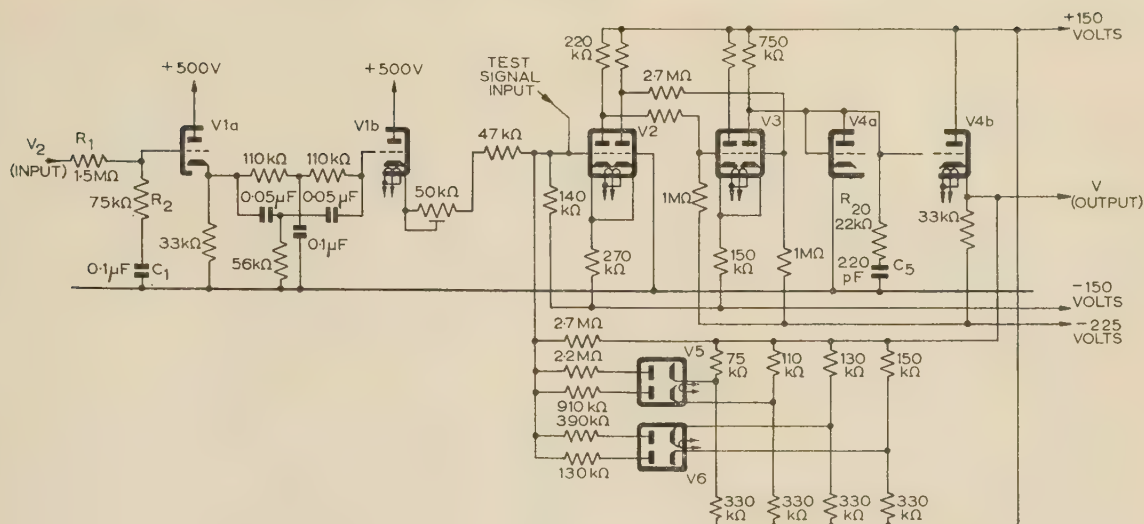 +150
VOLTS
220
kΩ
750
kΩ
TEST
SIGNAL
INPUT
2·7MΩ
+500V
+500V
V1a
V1b
47kΩ
V2
V3
V4a
V4b
V2
(INPUT)
R1
1·5MΩ
110kΩ
110kΩ
0·05μF
0·05μF
50kΩ
140
kΩ
1MΩ
R20
22kΩ
33kΩ
V
(OUTPUT)
75kΩ
R2
33kΩ
56kΩ
0·1μF
270
kΩ
150
kΩ
1MΩ
220
pF
C5
0·1μF
C1
-150
VOLTS
-225
VOLTS
2·7MΩ
2·2MΩ
910kΩ
390kΩ
130kΩ
V5
V6
75
kΩ
110
kΩ
130
kΩ
150
kΩ
330
kΩ
330
kΩ
330
kΩ
330
kΩ